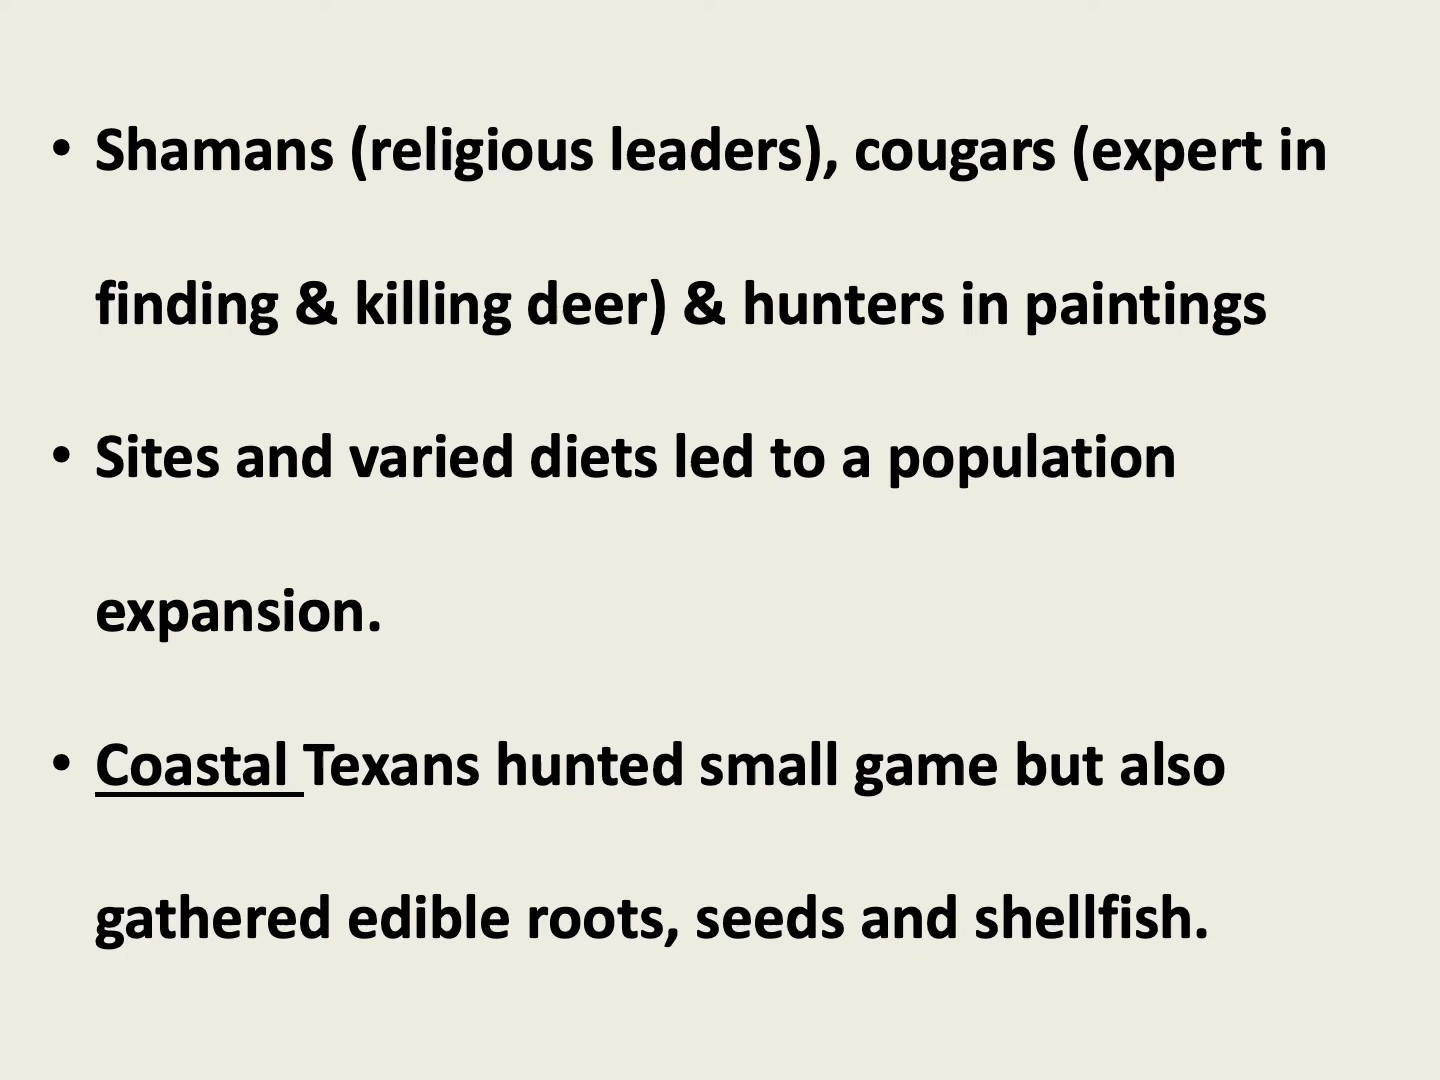 • Shamans (religious leaders), cougars (expert in
finding & killing deer) & hunters in paintings
• Sites and varied diets led to a population
expansion.
• Coastal Texans hunted small game but also
gathered edible roots, seeds and shellfish.